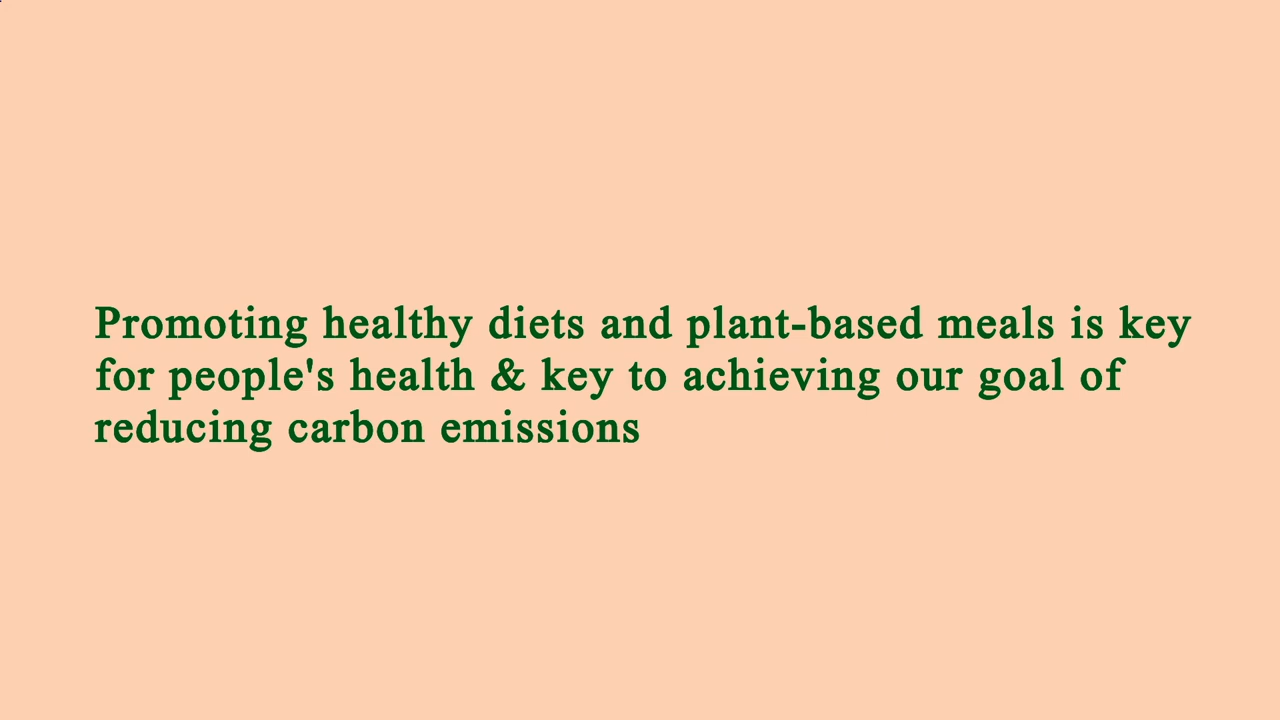 Promoting healthy diets and plant-based meals is key
for people's health & key to achieving our goal of
reducing carbon emissions